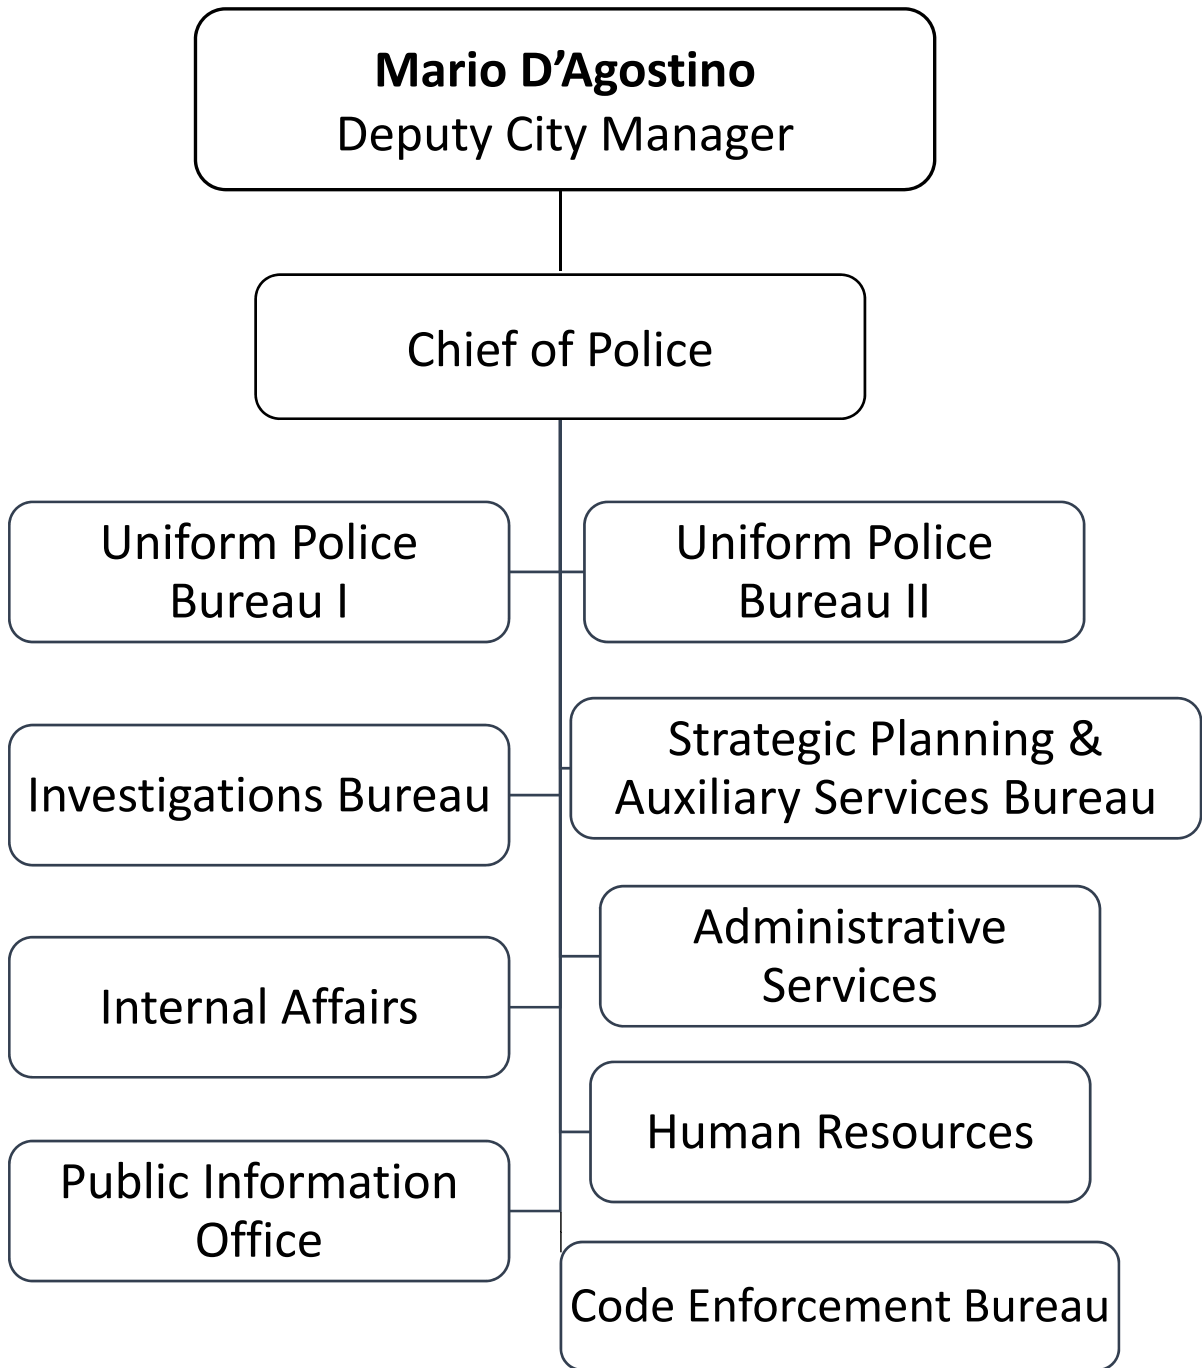 Mario D’Agostino
Deputy City Manager
Chief of Police
Uniform Police
Bureau I
Uniform Police
Bureau II
Investigations Bureau
Strategic Planning &
Auxiliary Services Bureau
Internal Affairs
Administrative
Services
Public Information
Office
Human Resources
Code Enforcement Bureau